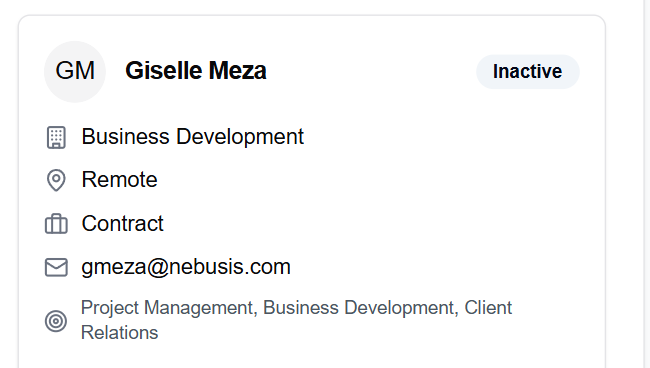 GM
Giselle Meza
Inactive
Business Development
Remote
Contract
gmeza@nebusis.com
Project Management, Business Development, Client
Relations